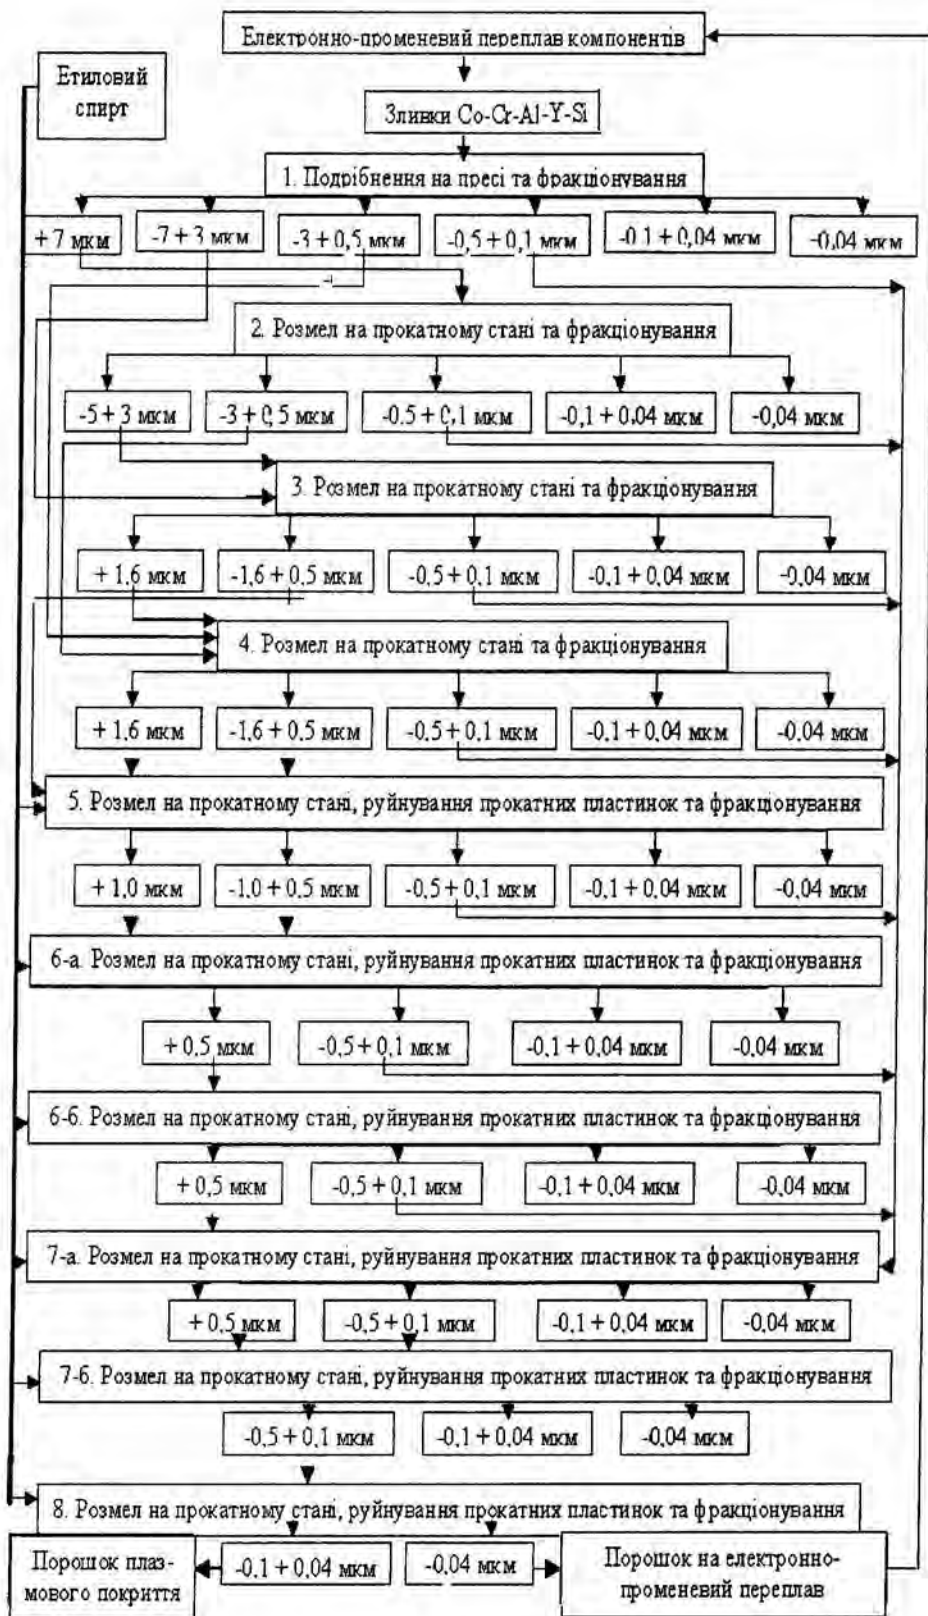 Електронно-променевий переплав компонентів
Етиловий
спирт
Зливки Co-Cr-Al-Y-Si
1. Подрібнення на пресі та фракціонування
+ 7 мкм
-7 + 3 мкм
-3 + 0,5 мкм
-0,5 + 0,1 мкм
-0,1 + 0,04 мкм
-0,04 мкм
2. Розмел на прокатному стані та фракціонування
-5 + 3 мкм
-3 + 0,5 мкм
-0,5 + 0,1 мкм
-0,1 + 0,04 мкм
-0,04 мкм
3. Розмел на прокатному стані та фракціонування
+ 1,6 мкм
-1,6 + 0,5 мкм
-0,5 + 0,1 мкм
-0,1 + 0,04 мкм
-0,04 мкм
4. Розмел на прокатному стані та фракціонування
+ 1,6 мкм
-1,6 + 0,5 мкм
-0,5 + 0,1 мкм
-0,1 + 0,04 мкм
-0,04 мкм
5. Розмел на прокатному стані, руйнування прокатних пластинок та фракціонування
+ 1,0 мкм
-1,0 + 0,5 мкм
-0,5 + 0,1 мкм
-0,1 + 0,04 мкм
-0,04 мкм
6-а. Розмел на прокатному стані, руйнування прокатних пластинок та фракціонування
+ 0,5 мкм
-0,5 + 0,1 мкм
-0,1 + 0,04 мкм
-0,04 мкм
6-б. Розмел на прокатному стані, руйнування прокатних пластинок та фракціонування
+ 0,5 мкм
-0,5 + 0,1 мкм
-0,1 + 0,04 мкм
-0,04 мкм
7-а. Розмел на прокатному стані, руйнування прокатних пластинок та фракціонування
+ 0,5 мкм
-0,5 + 0,1 мкм
-0,1 + 0,04 мкм
-0,04 мкм
7-б. Розмел на прокатному стані, руйнування прокатних пластинок та фракціонування
-0,5 + 0,1 мкм
-0,1 + 0,04 мкм
-0,04 мкм
8. Розмел на прокатному стані, руйнування прокатних пластинок та фракціонування
Порошок плаз-
мового покриття
-0,1 + 0,04 мкм
-0,04 мкм
Порошок на електронно-
променевий переплав